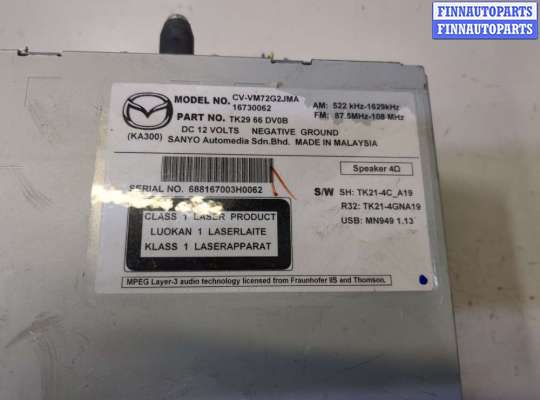 FINNAUTOPARTS
FINNAUTOPARTS
MODEL NO. CV-VM72G2JMA
16730062
PART NO. TK29 66 DV0B
AM: 522 kHz-1629kHz
FM: 87.5MHz-108 MHz
DC 12 VOLTS NEGATIVE GROUND
(KA300) SANYO Automedia Sdn.Bhd. MADE IN MALAYSIA
Speaker 4Ω
SERIAL NO. 688167003H0062
S/W SH: TK21-4C_A19
R32: TK21-4GNA19
USB: MN949 1.13
CLASS 1 LASER PRODUCT
LUOKAN 1 LASERLAITE
KLASS 1 LASERAPPARAT
MPEG Layer-3 audio technology licensed from Fraunhofer IIS and Thomson.
FINNAUTOPARTS
FINNAUTOPARTS